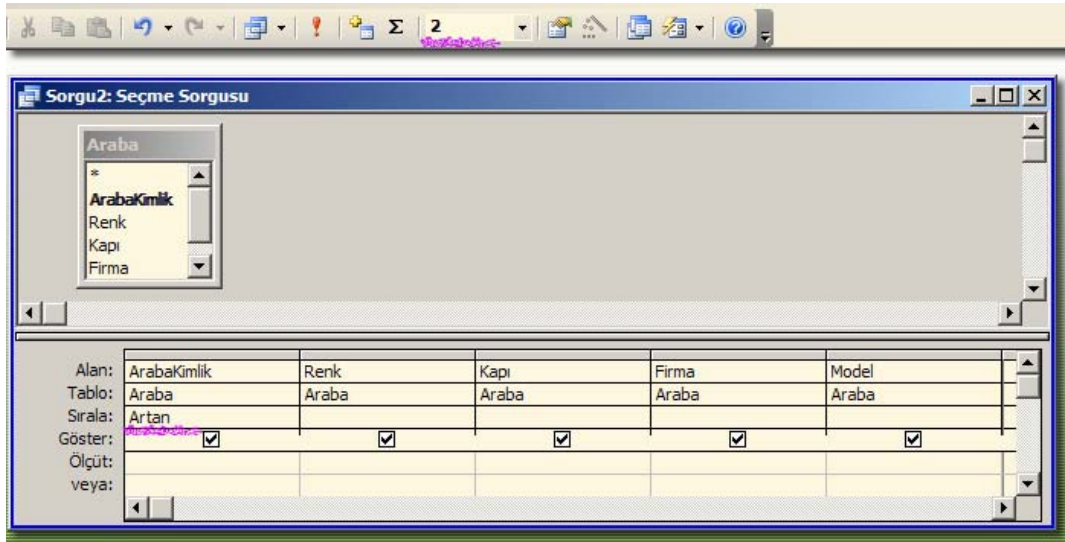 Σ 2
Sorgu2: Seçme Sorgusu
Araba
*
ArabaKimlik
Renk
Kapı
Firma
Alan: ArabaKimlik Renk Kapı Firma Model
Tablo: Araba Araba Araba Araba Araba
Sırala: Artan
Göster:
Ölçüt:
veya: